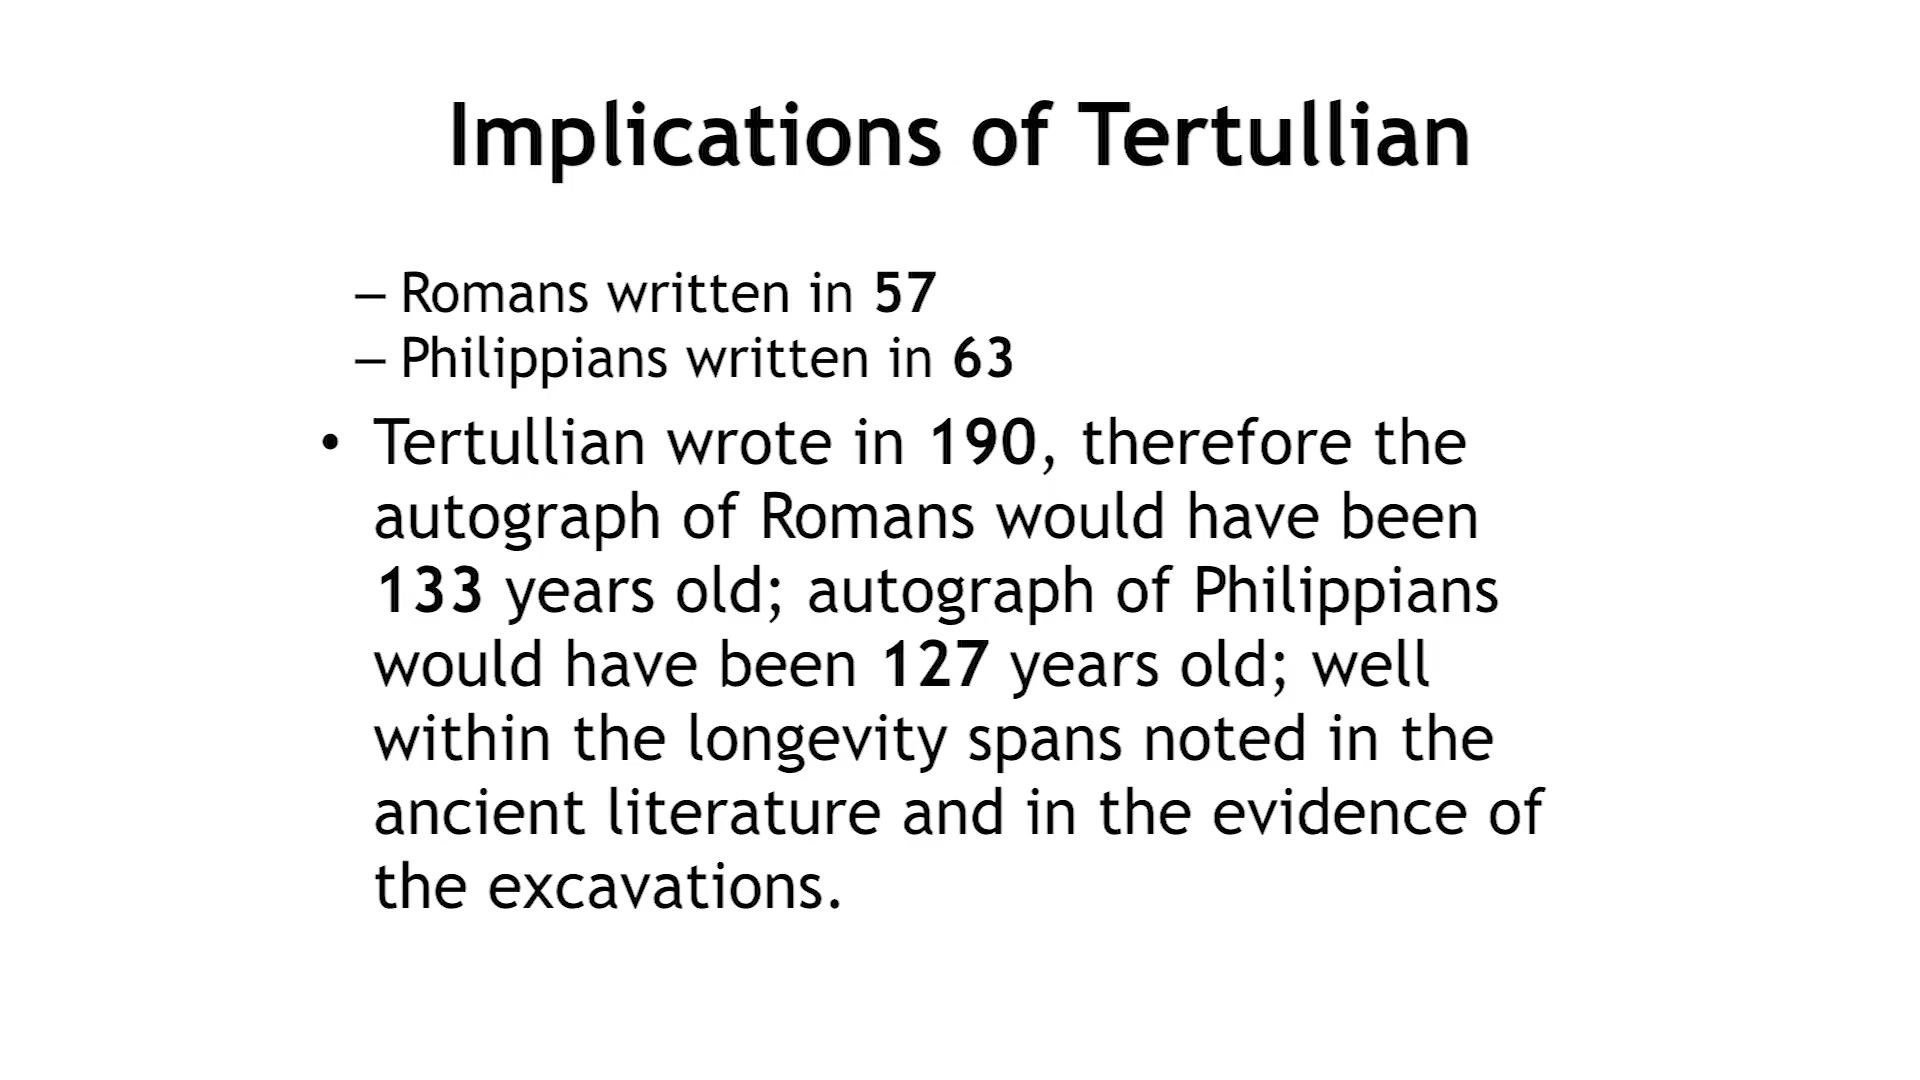 Implications of Tertullian
– Romans written in 57
– Philippians written in 63
• Tertullian wrote in 190, therefore the
autograph of Romans would have been
133 years old; autograph of Philippians
would have been 127 years old; well
within the longevity spans noted in the
ancient literature and in the evidence of
the excavations.